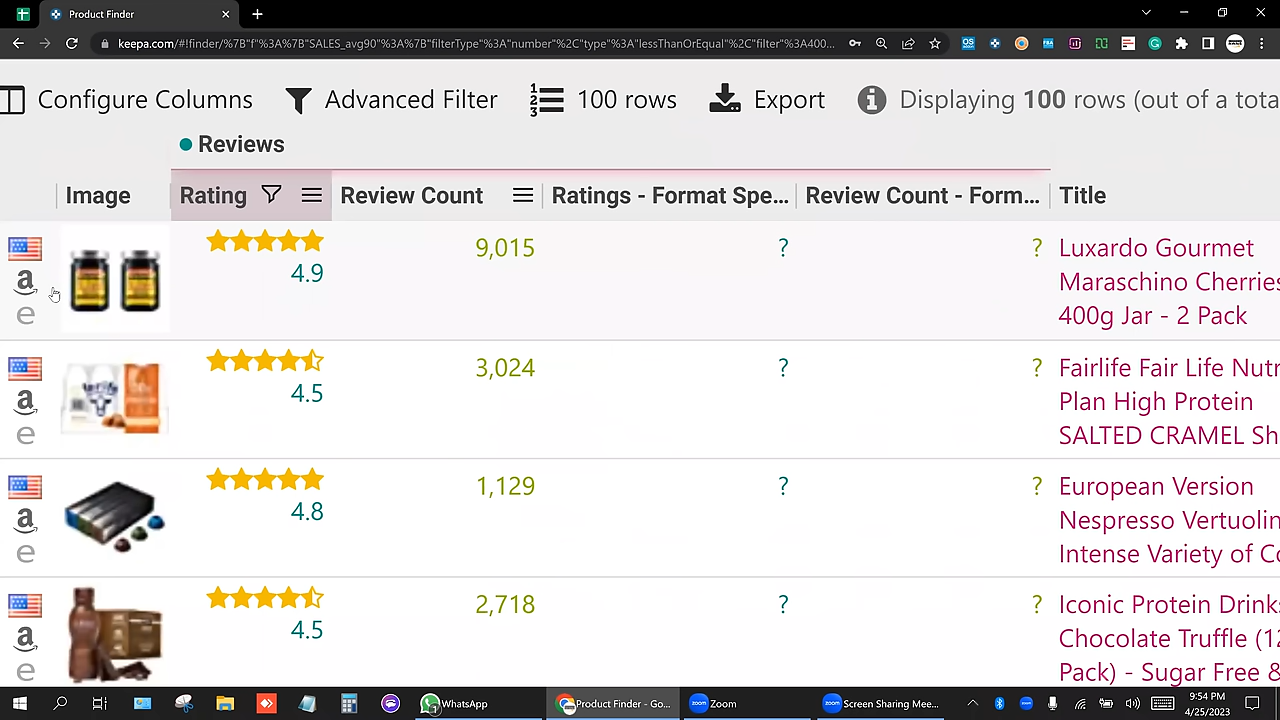 Product Finder
keepa.com/#!finder/%7B"f"%3A%7B"SALES_avg90"%3A%7B"filterType"%3A"number"%2C"type"%3A"lessThanOrEqual"%2C"filter"%3A400...
Configure Columns
Advanced Filter
100 rows
Export
Displaying 100 rows (out of a tota
Reviews
Image
Rating
Review Count
Ratings - Format Spe...
Review Count - Form...
Title
4.9
9,015
?
?
Luxardo Gourmet
Maraschino Cherries
400g Jar - 2 Pack
4.5
3,024
?
?
Fairlife Fair Life Nutr
Plan High Protein
SALTED CRAMEL Sh
4.8
1,129
?
?
European Version
Nespresso Vertuolin
Intense Variety of Co
4.5
2,718
?
?
Iconic Protein Drink
Chocolate Truffle (12
Pack) - Sugar Free &
WhatsApp
Product Finder - Go...
Zoom
Screen Sharing Mee...
9:54 PM
4/25/2023